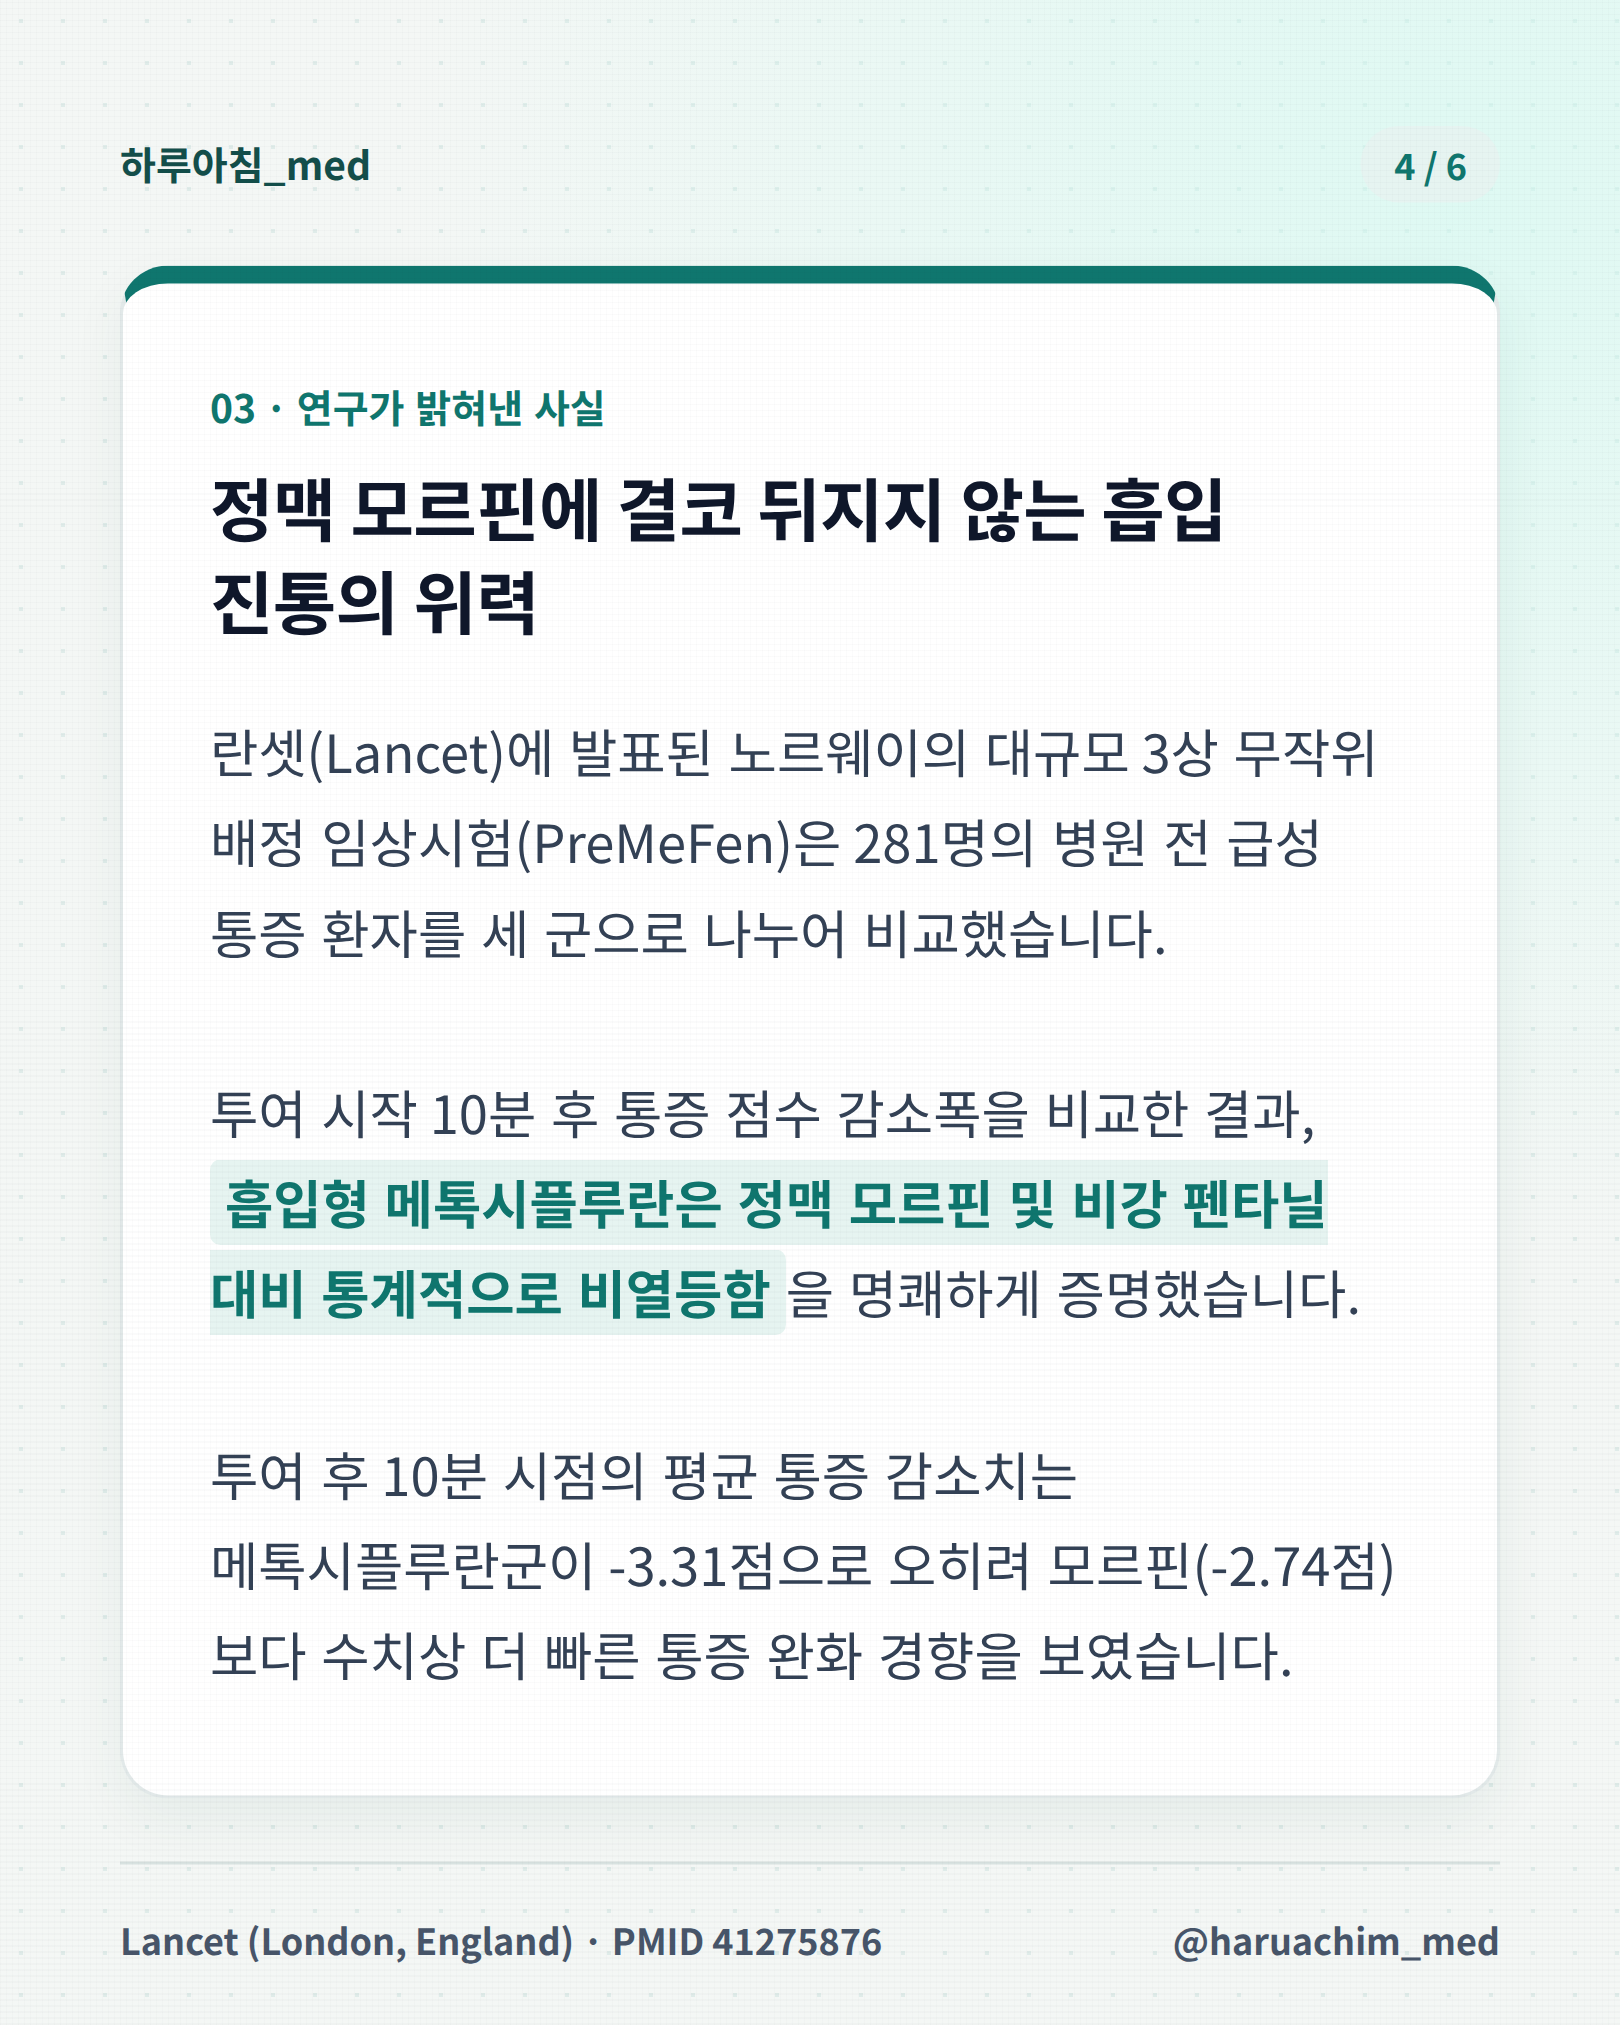 하루아침_med
4 / 6
03 · 연구가 밝혀낸 사실
정맥 모르핀에 결코 뒤지지 않는 흡입
진통의 위력
란셋(Lancet)에 발표된 노르웨이의 대규모 3상 무작위
배정 임상시험(PreMeFen)은 281명의 병원 전 급성
통증 환자를 세 군으로 나누어 비교했습니다.
투여 시작 10분 후 통증 점수 감소폭을 비교한 결과,
흡입형 메톡시플루란은 정맥 모르핀 및 비강 펜타닐
대비 통계적으로 비열등함 을 명쾌하게 증명했습니다.
투여 후 10분 시점의 평균 통증 감소치는
메톡시플루란군이 -3.31점으로 오히려 모르핀(-2.74점)
보다 수치상 더 빠른 통증 완화 경향을 보였습니다.
Lancet (London, England) · PMID 41275876
@haruachim_med